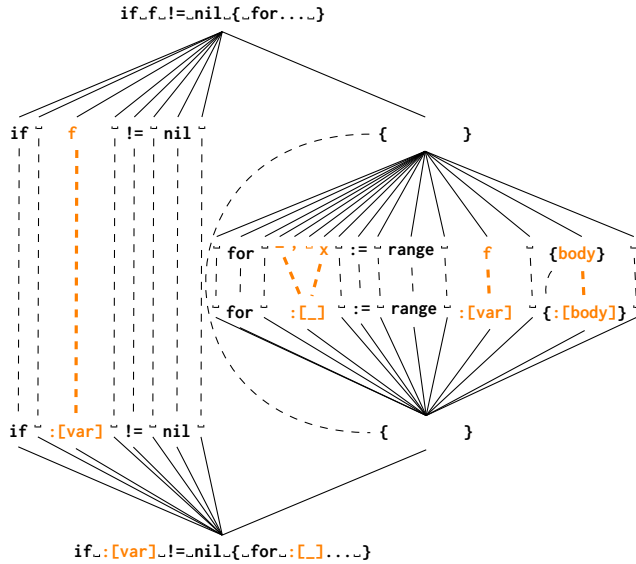 if␣f␣!=␣nil␣{␣for...␣}
if ␣ f ␣ != ␣ nil ␣ { }
␣ for ␣ _ , ␣ x ␣ := ␣ range ␣ f ␣ {body} ␣
␣ for ␣ :[_] ␣ := ␣ range ␣ :[var] ␣ {:[body]} ␣
if ␣ :[var] ␣ != ␣ nil ␣ { }
if␣:[var]␣!=␣nil␣{␣for␣:[_]...␣}